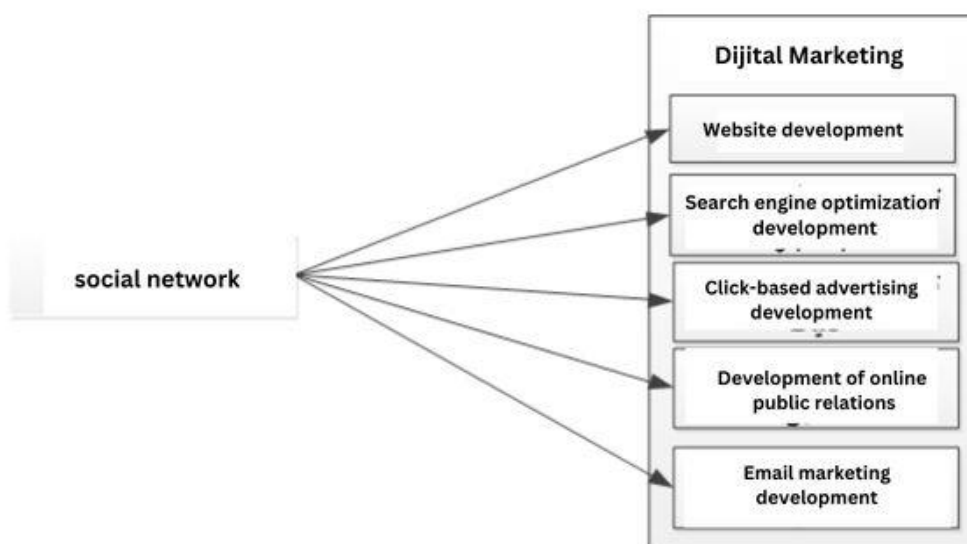 Dijital Marketing
Website development
Search engine optimization
development
social network
Click-based advertising
development
Development of online
public relations
Email marketing
development